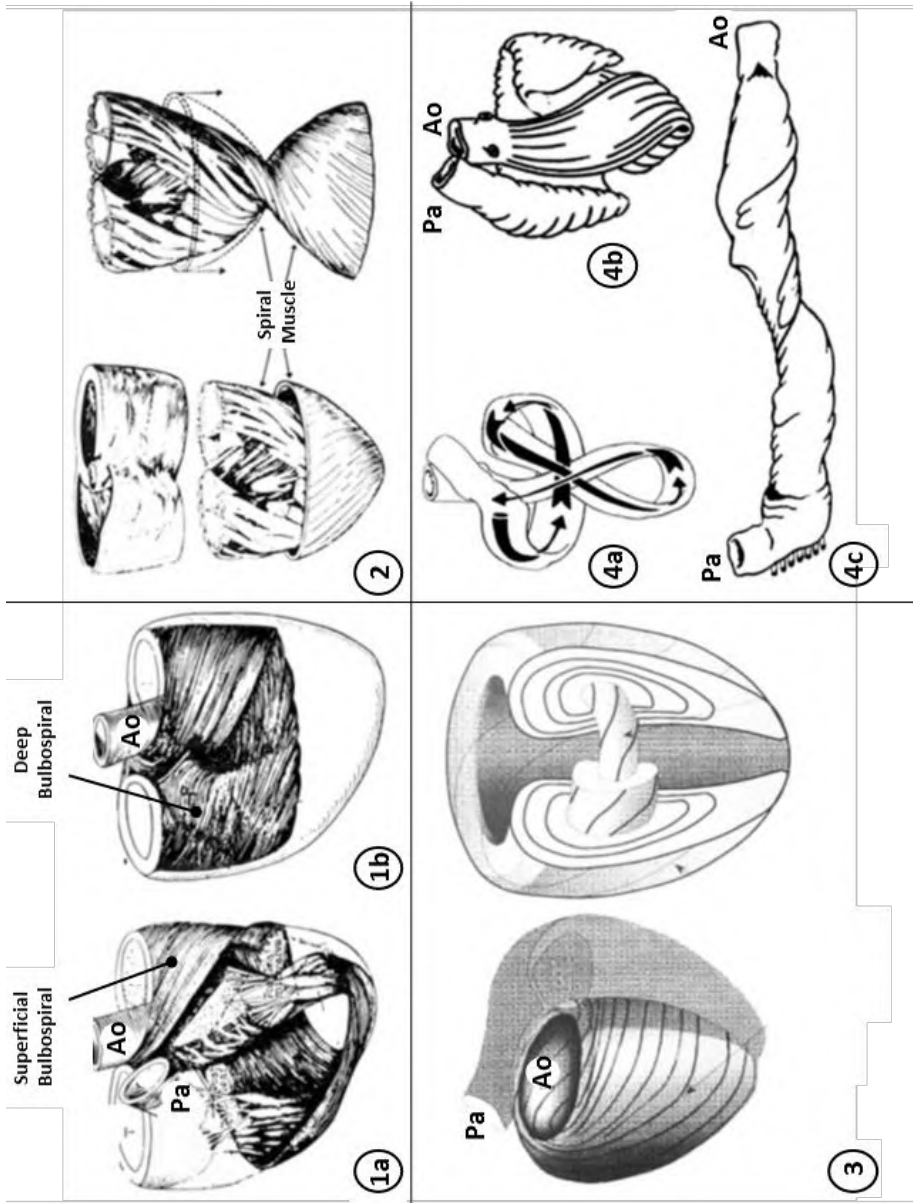 Superficial
Bulbospiral
Ao
Pa
1a
Deep
Bulbospiral
Ao
1b
Spiral
Muscle
2
Pa
Ao
3
4a
Pa
Ao
4b
Pa
Ao
4c